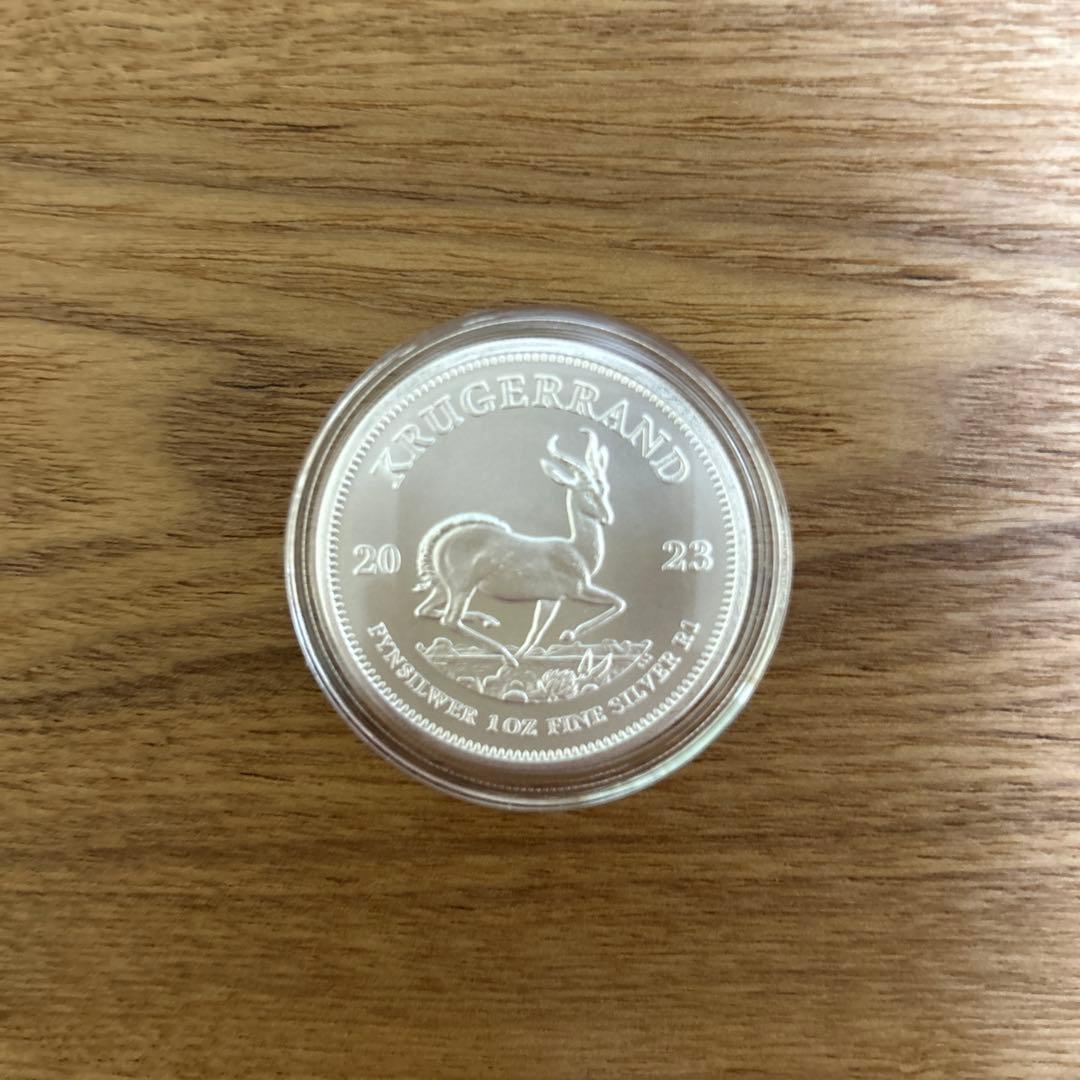 KRUGERRAND
20 23
FYNSILWER 1 OZ FINE SILVER R1